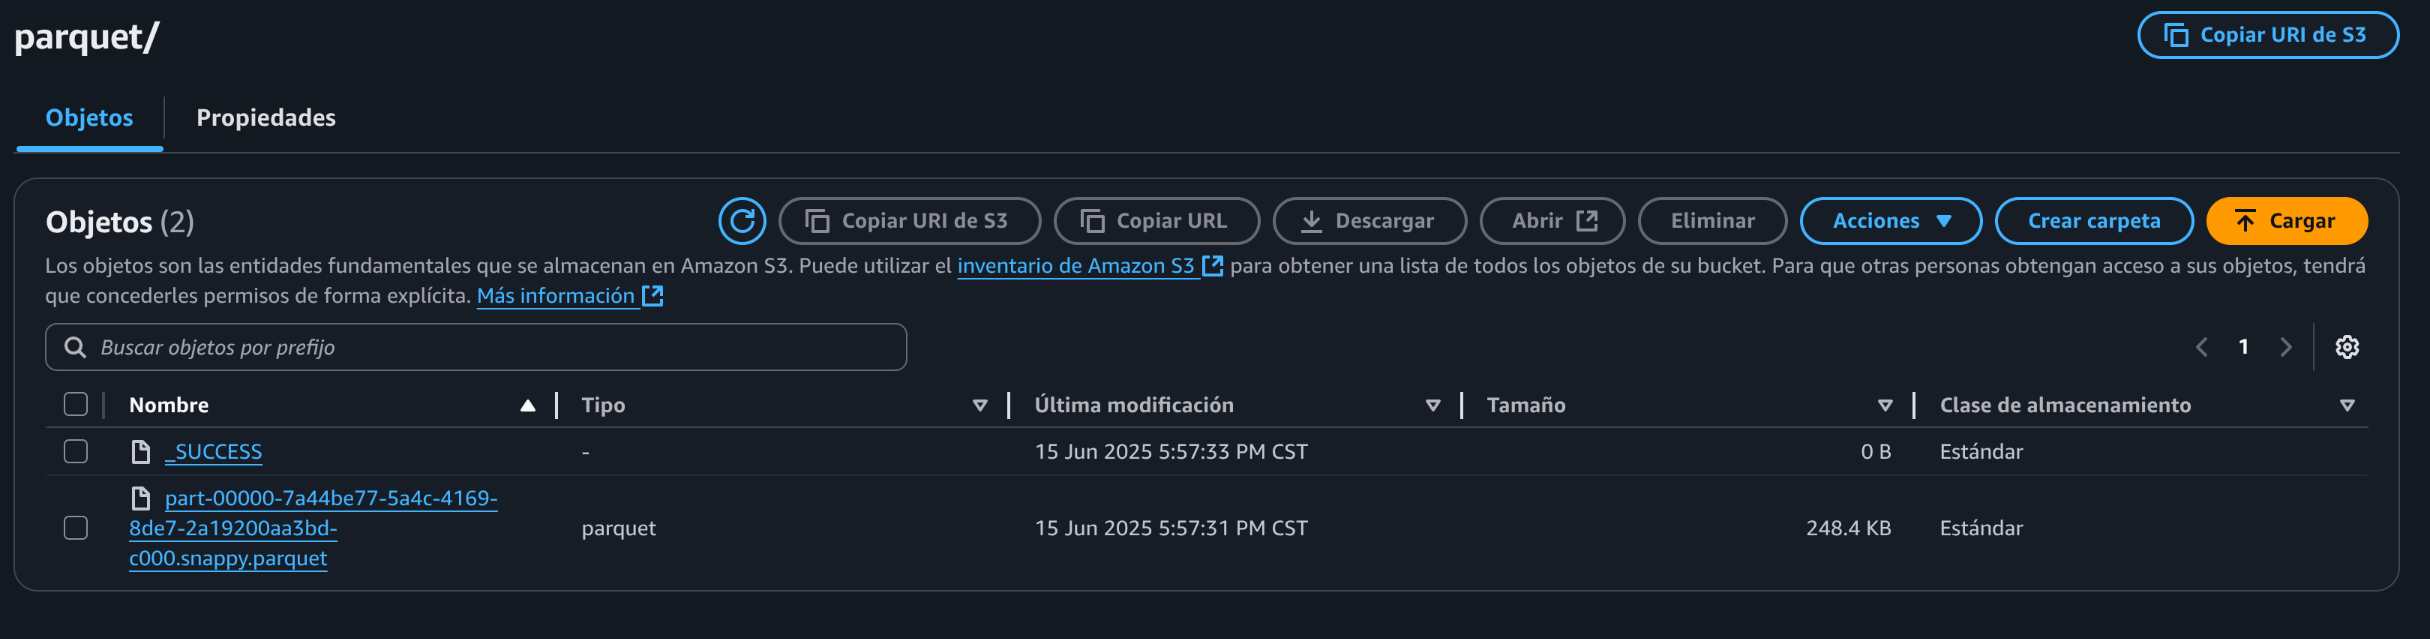 parquet/
Copiar URI de S3
Objetos
Propiedades
Objetos (2)
Copiar URI de S3
Copiar URL
Descargar
Abrir
Eliminar
Acciones
Crear carpeta
Cargar
Los objetos son las entidades fundamentales que se almacenan en Amazon S3. Puede utilizar el inventario de Amazon S3 para obtener una lista de todos los objetos de su bucket. Para que otras personas obtengan acceso a sus objetos, tendrá
que concederles permisos de forma explícita. Más información
Buscar objetos por prefijo
1
Nombre
Tipo
Última modificación
Tamaño
Clase de almacenamiento
_SUCCESS
-
15 Jun 2025 5:57:33 PM CST
0 B
Estándar
part-00000-7a44be77-5a4c-4169-
8de7-2a19200aa3bd-
c000.snappy.parquet
parquet
15 Jun 2025 5:57:31 PM CST
248.4 KB
Estándar